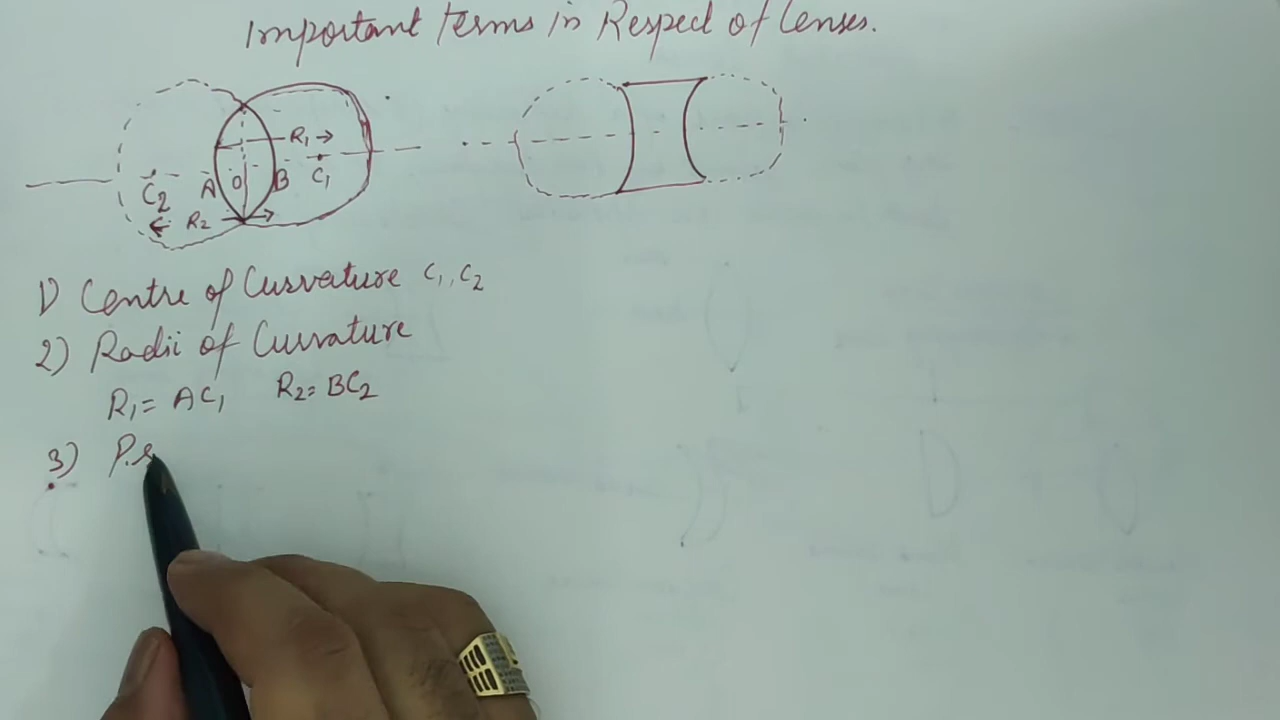 Important terms in Respect of Lenses.
R₁ →
C₂ A O B C₁
← R₂ →
1) Centre of Curvature C₁, C₂
2) Radii of Curvature
R₁ = AC₁ R₂ = BC₂
3)